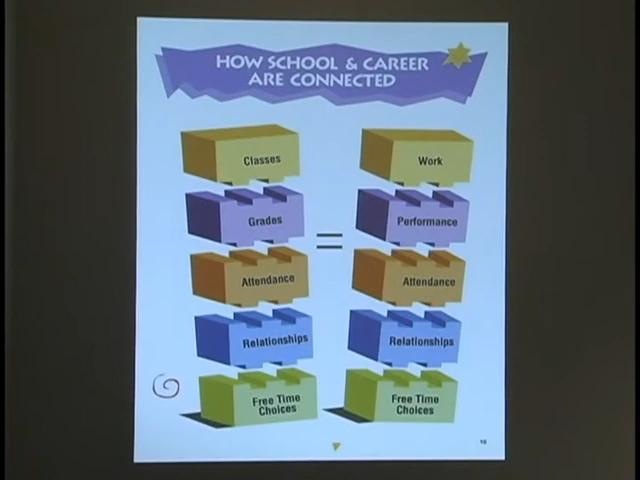 HOW SCHOOL & CAREER
ARE CONNECTED
Classes
Grades
Attendance
Relationships
Free Time
Choices
=
Work
Performance
Attendance
Relationships
Free Time
Choices